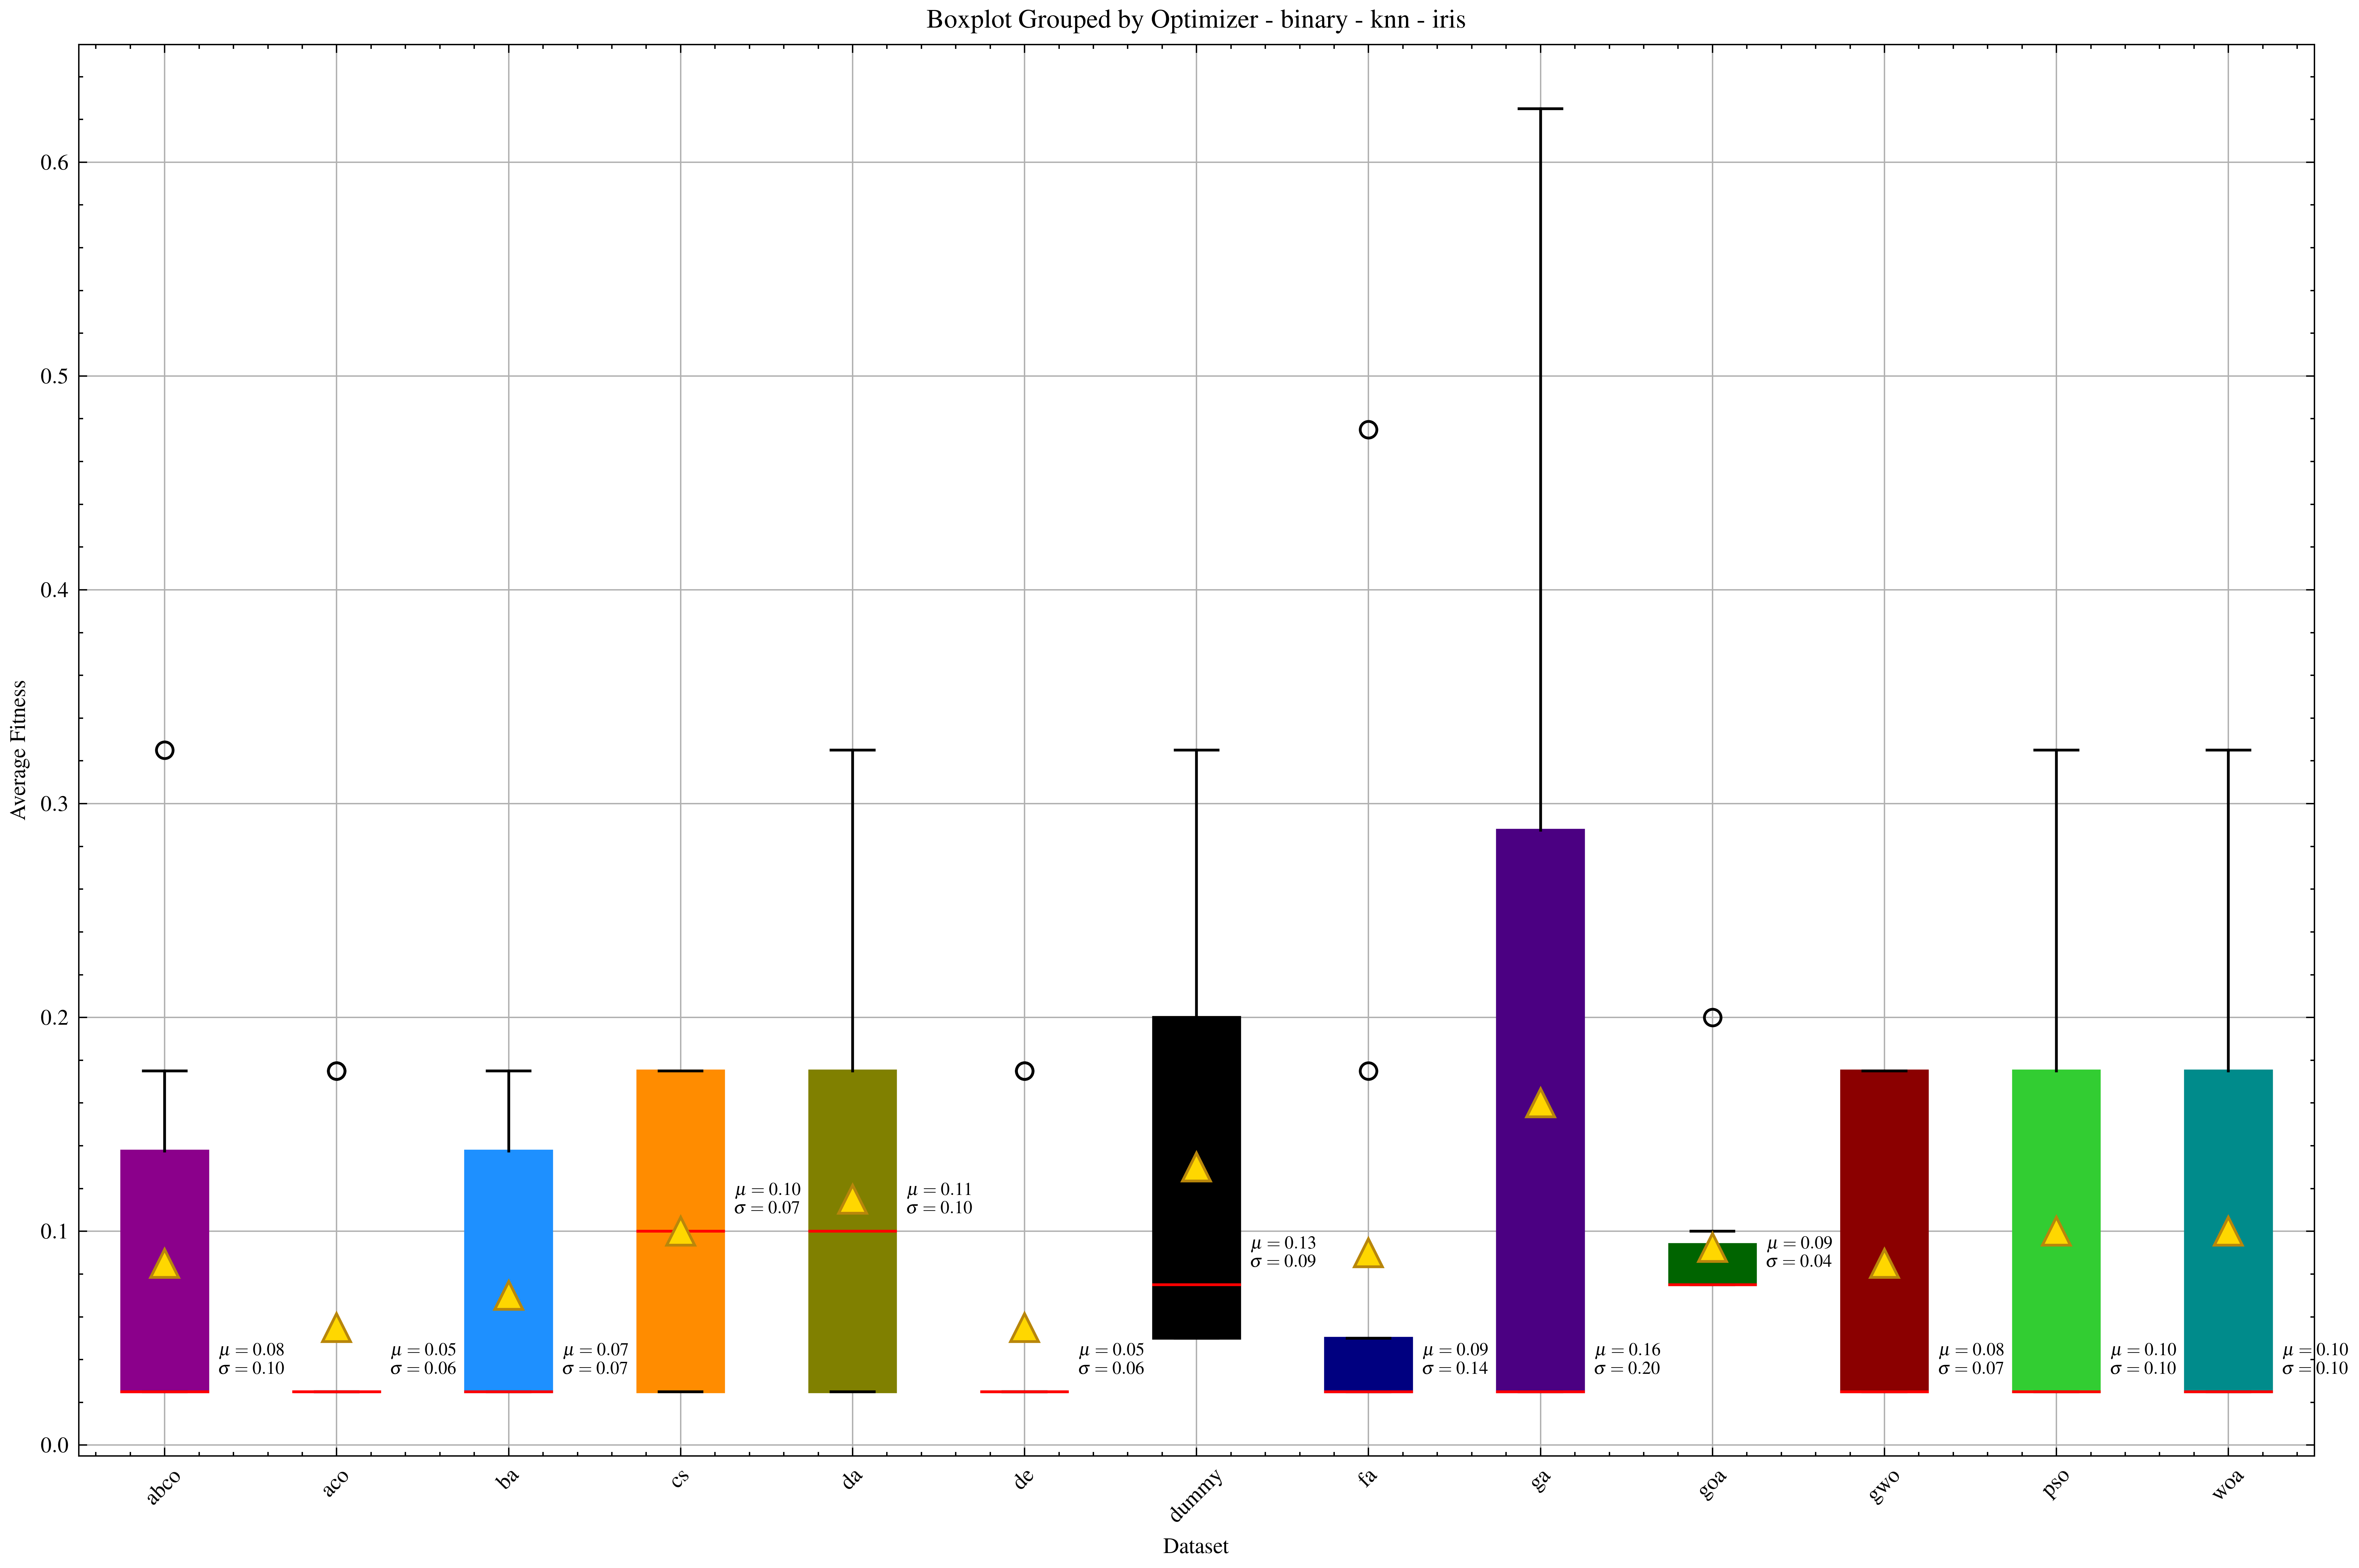 Boxplot Grouped by Optimizer - binary - knn - iris
Average Fitness
0.6
0.5
0.4
0.3
0.2
0.1
0.0
μ = 0.08
σ = 0.10
μ = 0.05
σ = 0.06
μ = 0.07
σ = 0.07
μ = 0.10
σ = 0.07
μ = 0.11
σ = 0.10
μ = 0.05
σ = 0.06
μ = 0.13
σ = 0.09
μ = 0.09
σ = 0.14
μ = 0.16
σ = 0.20
μ = 0.09
σ = 0.04
μ = 0.08
σ = 0.07
μ = 0.10
σ = 0.10
μ = 0.10
σ = 0.10
abco
aco
ba
cs
da
de
dummy
fa
ga
goa
gwo
pso
woa
Dataset